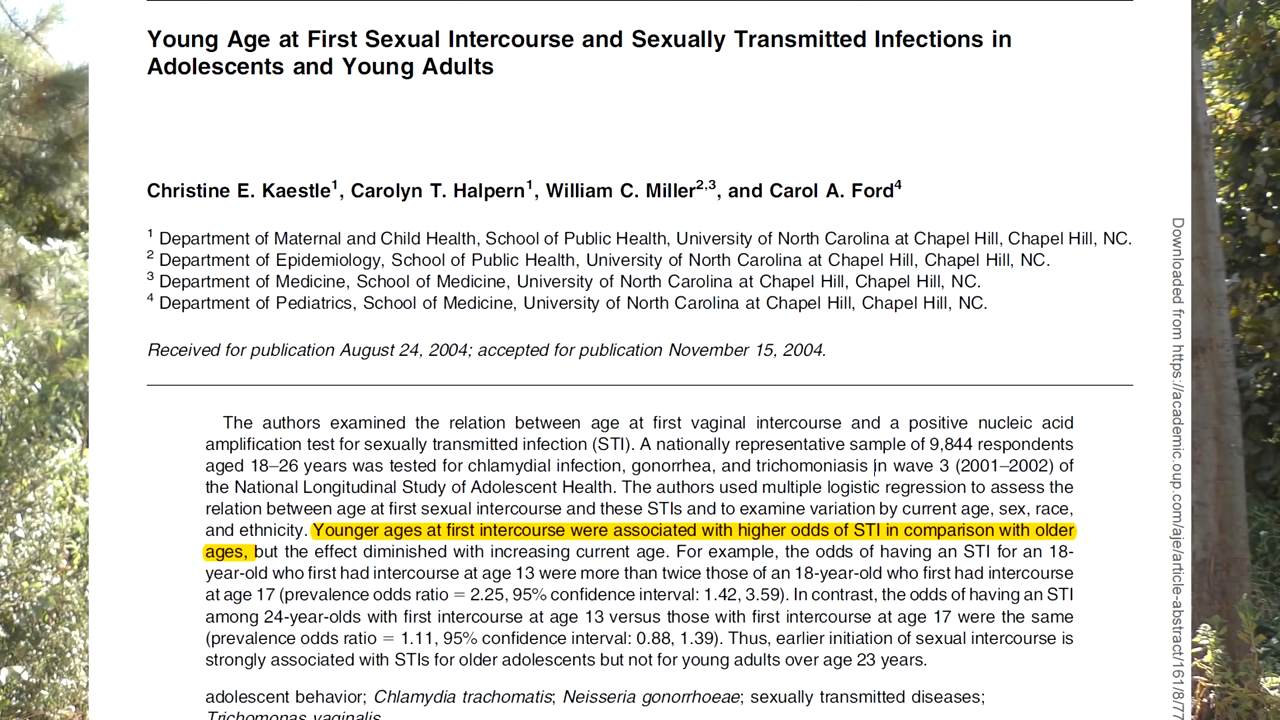 Young Age at First Sexual Intercourse and Sexually Transmitted Infections in
Adolescents and Young Adults
Christine E. Kaestle1, Carolyn T. Halpern1, William C. Miller2,3, and Carol A. Ford4
1 Department of Maternal and Child Health, School of Public Health, University of North Carolina at Chapel Hill, Chapel Hill, NC.
2 Department of Epidemiology, School of Public Health, University of North Carolina at Chapel Hill, Chapel Hill, NC.
3 Department of Medicine, School of Medicine, University of North Carolina at Chapel Hill, Chapel Hill, NC.
4 Department of Pediatrics, School of Medicine, University of North Carolina at Chapel Hill, Chapel Hill, NC.
Received for publication August 24, 2004; accepted for publication November 15, 2004.
The authors examined the relation between age at first vaginal intercourse and a positive nucleic acid
amplification test for sexually transmitted infection (STI). A nationally representative sample of 9,844 respondents
aged 18–26 years was tested for chlamydial infection, gonorrhea, and trichomoniasis in wave 3 (2001–2002) of
the National Longitudinal Study of Adolescent Health. The authors used multiple logistic regression to assess the
relation between age at first sexual intercourse and these STIs and to examine variation by current age, sex, race,
and ethnicity. Younger ages at first intercourse were associated with higher odds of STI in comparison with older
ages, but the effect diminished with increasing current age. For example, the odds of having an STI for an 18-
year-old who first had intercourse at age 13 were more than twice those of an 18-year-old who first had intercourse
at age 17 (prevalence odds ratio = 2.25, 95% confidence interval: 1.42, 3.59). In contrast, the odds of having an STI
among 24-year-olds with first intercourse at age 13 versus those with first intercourse at age 17 were the same
(prevalence odds ratio = 1.11, 95% confidence interval: 0.88, 1.39). Thus, earlier initiation of sexual intercourse is
strongly associated with STIs for older adolescents but not for young adults over age 23 years.
adolescent behavior; Chlamydia trachomatis; Neisseria gonorrhoeae; sexually transmitted diseases;
Trichomonas vaginalis
Downloaded from https://academic.oup.com/aje/article-abstract/161/8/77